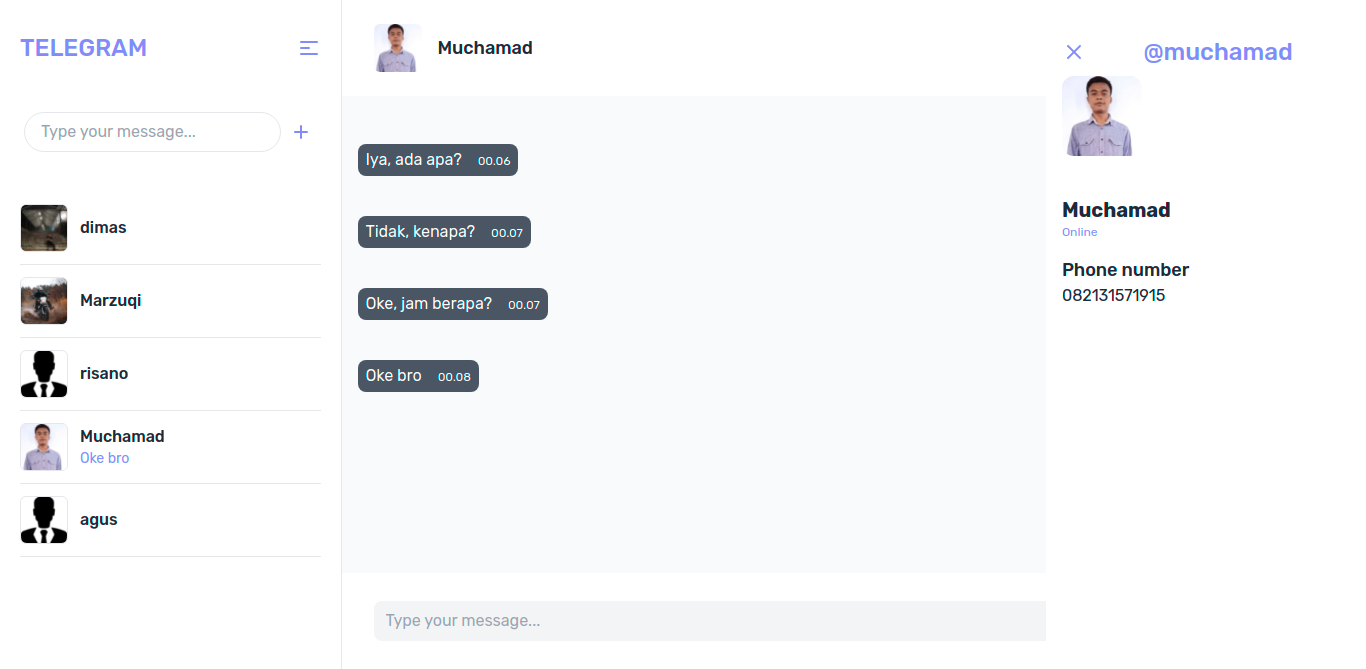 TELEGRAM
Type your message...
dimas
Marzuqi
risano
Muchamad
Oke bro
agus
Muchamad
Iya, ada apa? 00.06
Tidak, kenapa? 00.07
Oke, jam berapa? 00.07
Oke bro 00.08
Type your message...
@muchamad
Muchamad
Online
Phone number
082131571915